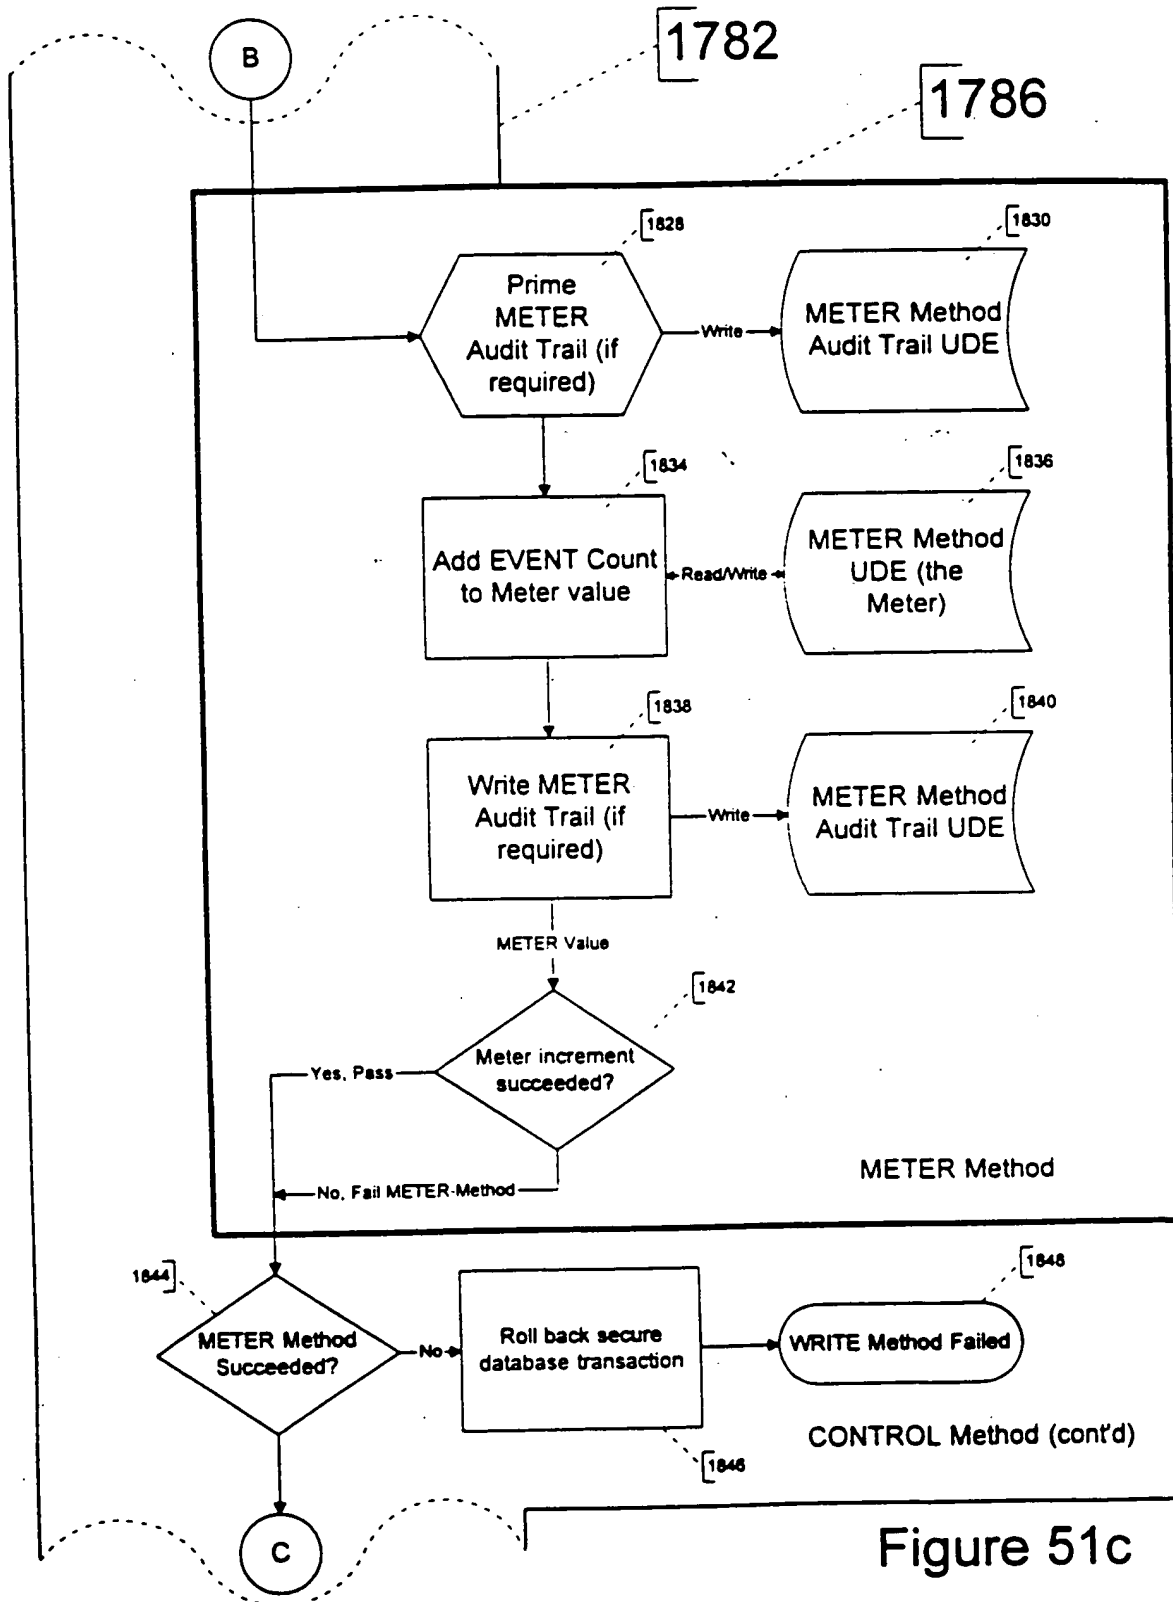 B
1782
1786
1828
Prime
METER
Audit Trail (if
required)
Write
1830
METER Method
Audit Trail UDE
1834
Add EVENT Count
to Meter value
Read/Write
1836
METER Method
UDE (the
Meter)
1838
Write METER
Audit Trail (if
required)
Write
1840
METER Method
Audit Trail UDE
METER Value
1842
Meter increment
succeeded?
Yes, Pass
No, Fail METER-Method
METER Method
1844
METER Method
Succeeded?
No
Roll back secure
database transaction
1846
1848
WRITE Method Failed
CONTROL Method (cont'd)
C
Figure 51c